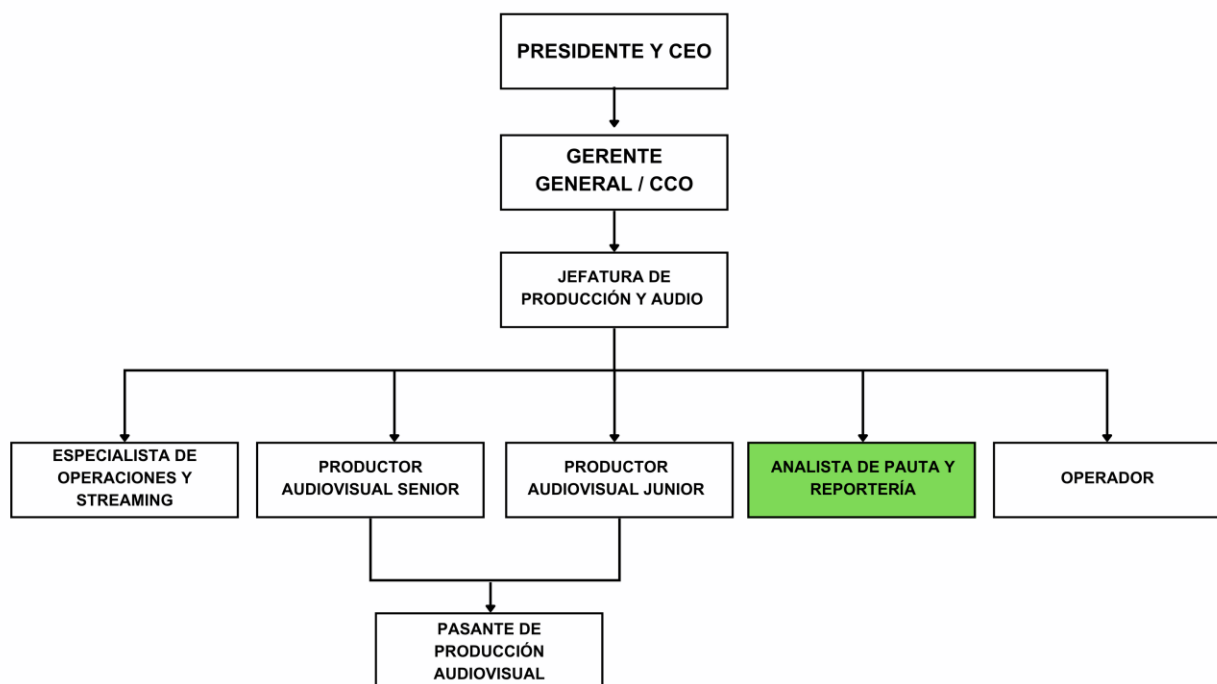 PRESIDENTE Y CEO
GERENTE
GENERAL / CCO
JEFATURA DE
PRODUCCIÓN Y AUDIO
ESPECIALISTA DE
OPERACIONES Y
STREAMING
PRODUCTOR
AUDIOVISUAL SENIOR
PRODUCTOR
AUDIOVISUAL JUNIOR
ANALISTA DE PAUTA Y
REPORTERÍA
OPERADOR
PASANTE DE
PRODUCCIÓN
AUDIOVISUAL